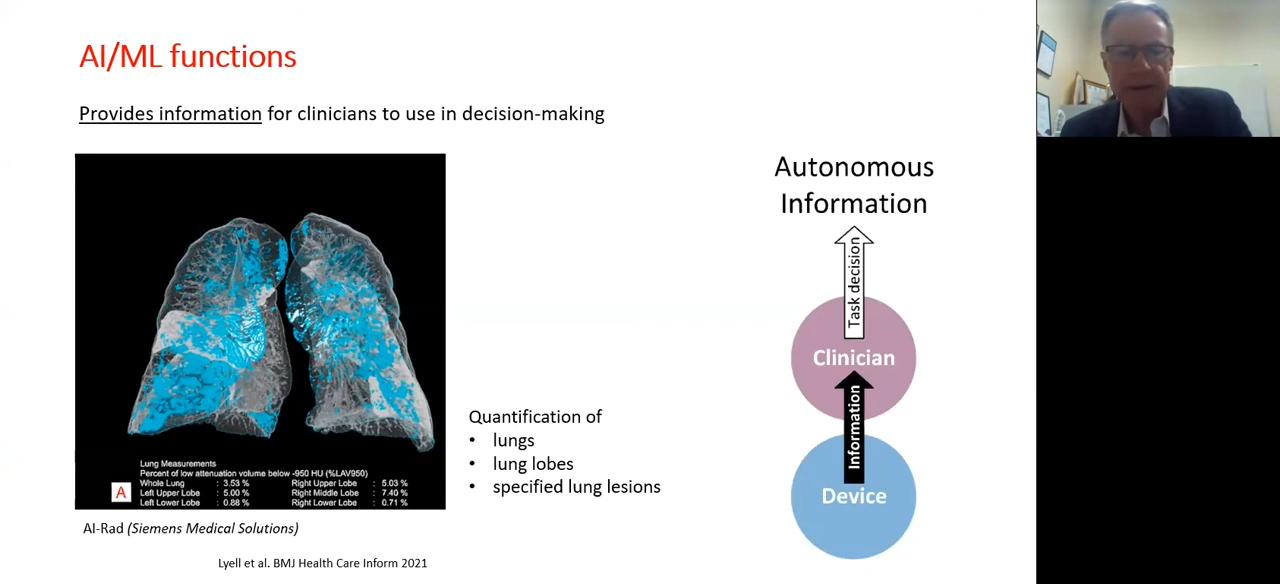 AI/ML functions
Provides information for clinicians to use in decision-making
Lung Measurements
Percent of low attenuation volume below -950 HU (%LAV950)
Whole Lung : 3.53 % Right Upper Lobe : 5.03 %
Left Upper Lobe : 5.00 % Right Middle Lobe : 7.40 %
Left Lower Lobe : 0.88 % Right Lower Lobe : 0.71 %
A
AI-Rad (Siemens Medical Solutions)
Lyell et al. BMJ Health Care Inform 2021
Quantification of
• lungs
• lung lobes
• specified lung lesions
Autonomous
Information
Task decision
Clinician
Information
Device